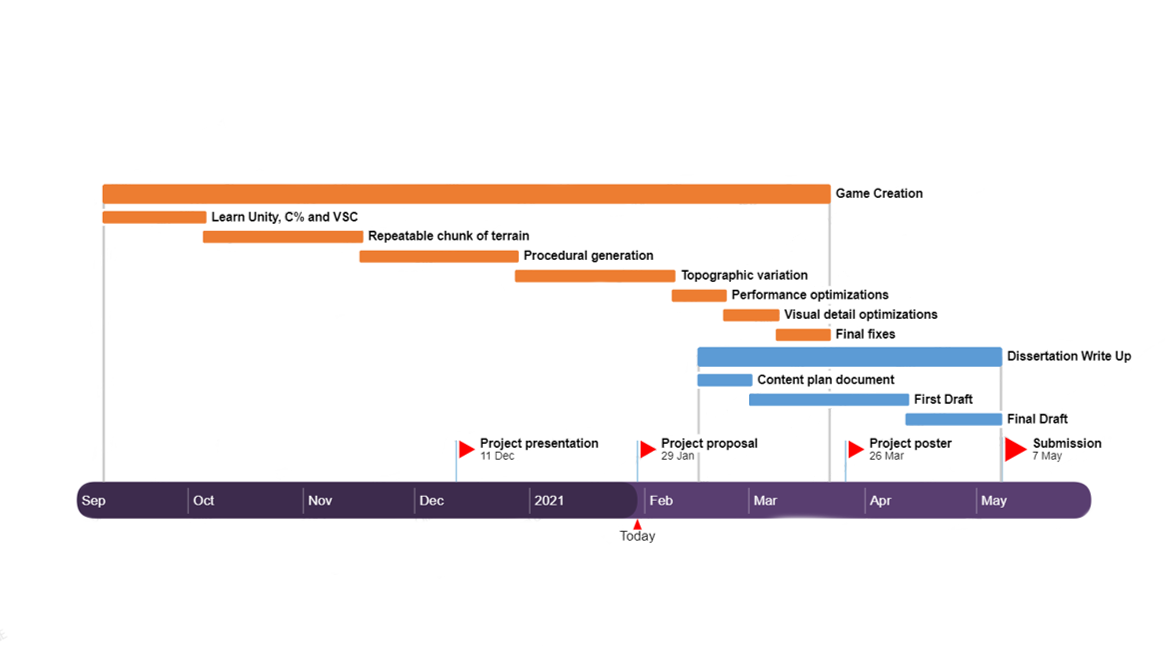 Game Creation
Learn Unity, C% and VSC
Repeatable chunk of terrain
Procedural generation
Topographic variation
Performance optimizations
Visual detail optimizations
Final fixes
Dissertation Write Up
Content plan document
First Draft
Final Draft
Project presentation
11 Dec
Project proposal
29 Jan
Project poster
26 Mar
Submission
7 May
Sep Oct Nov Dec 2021 Feb Mar Apr May
Today